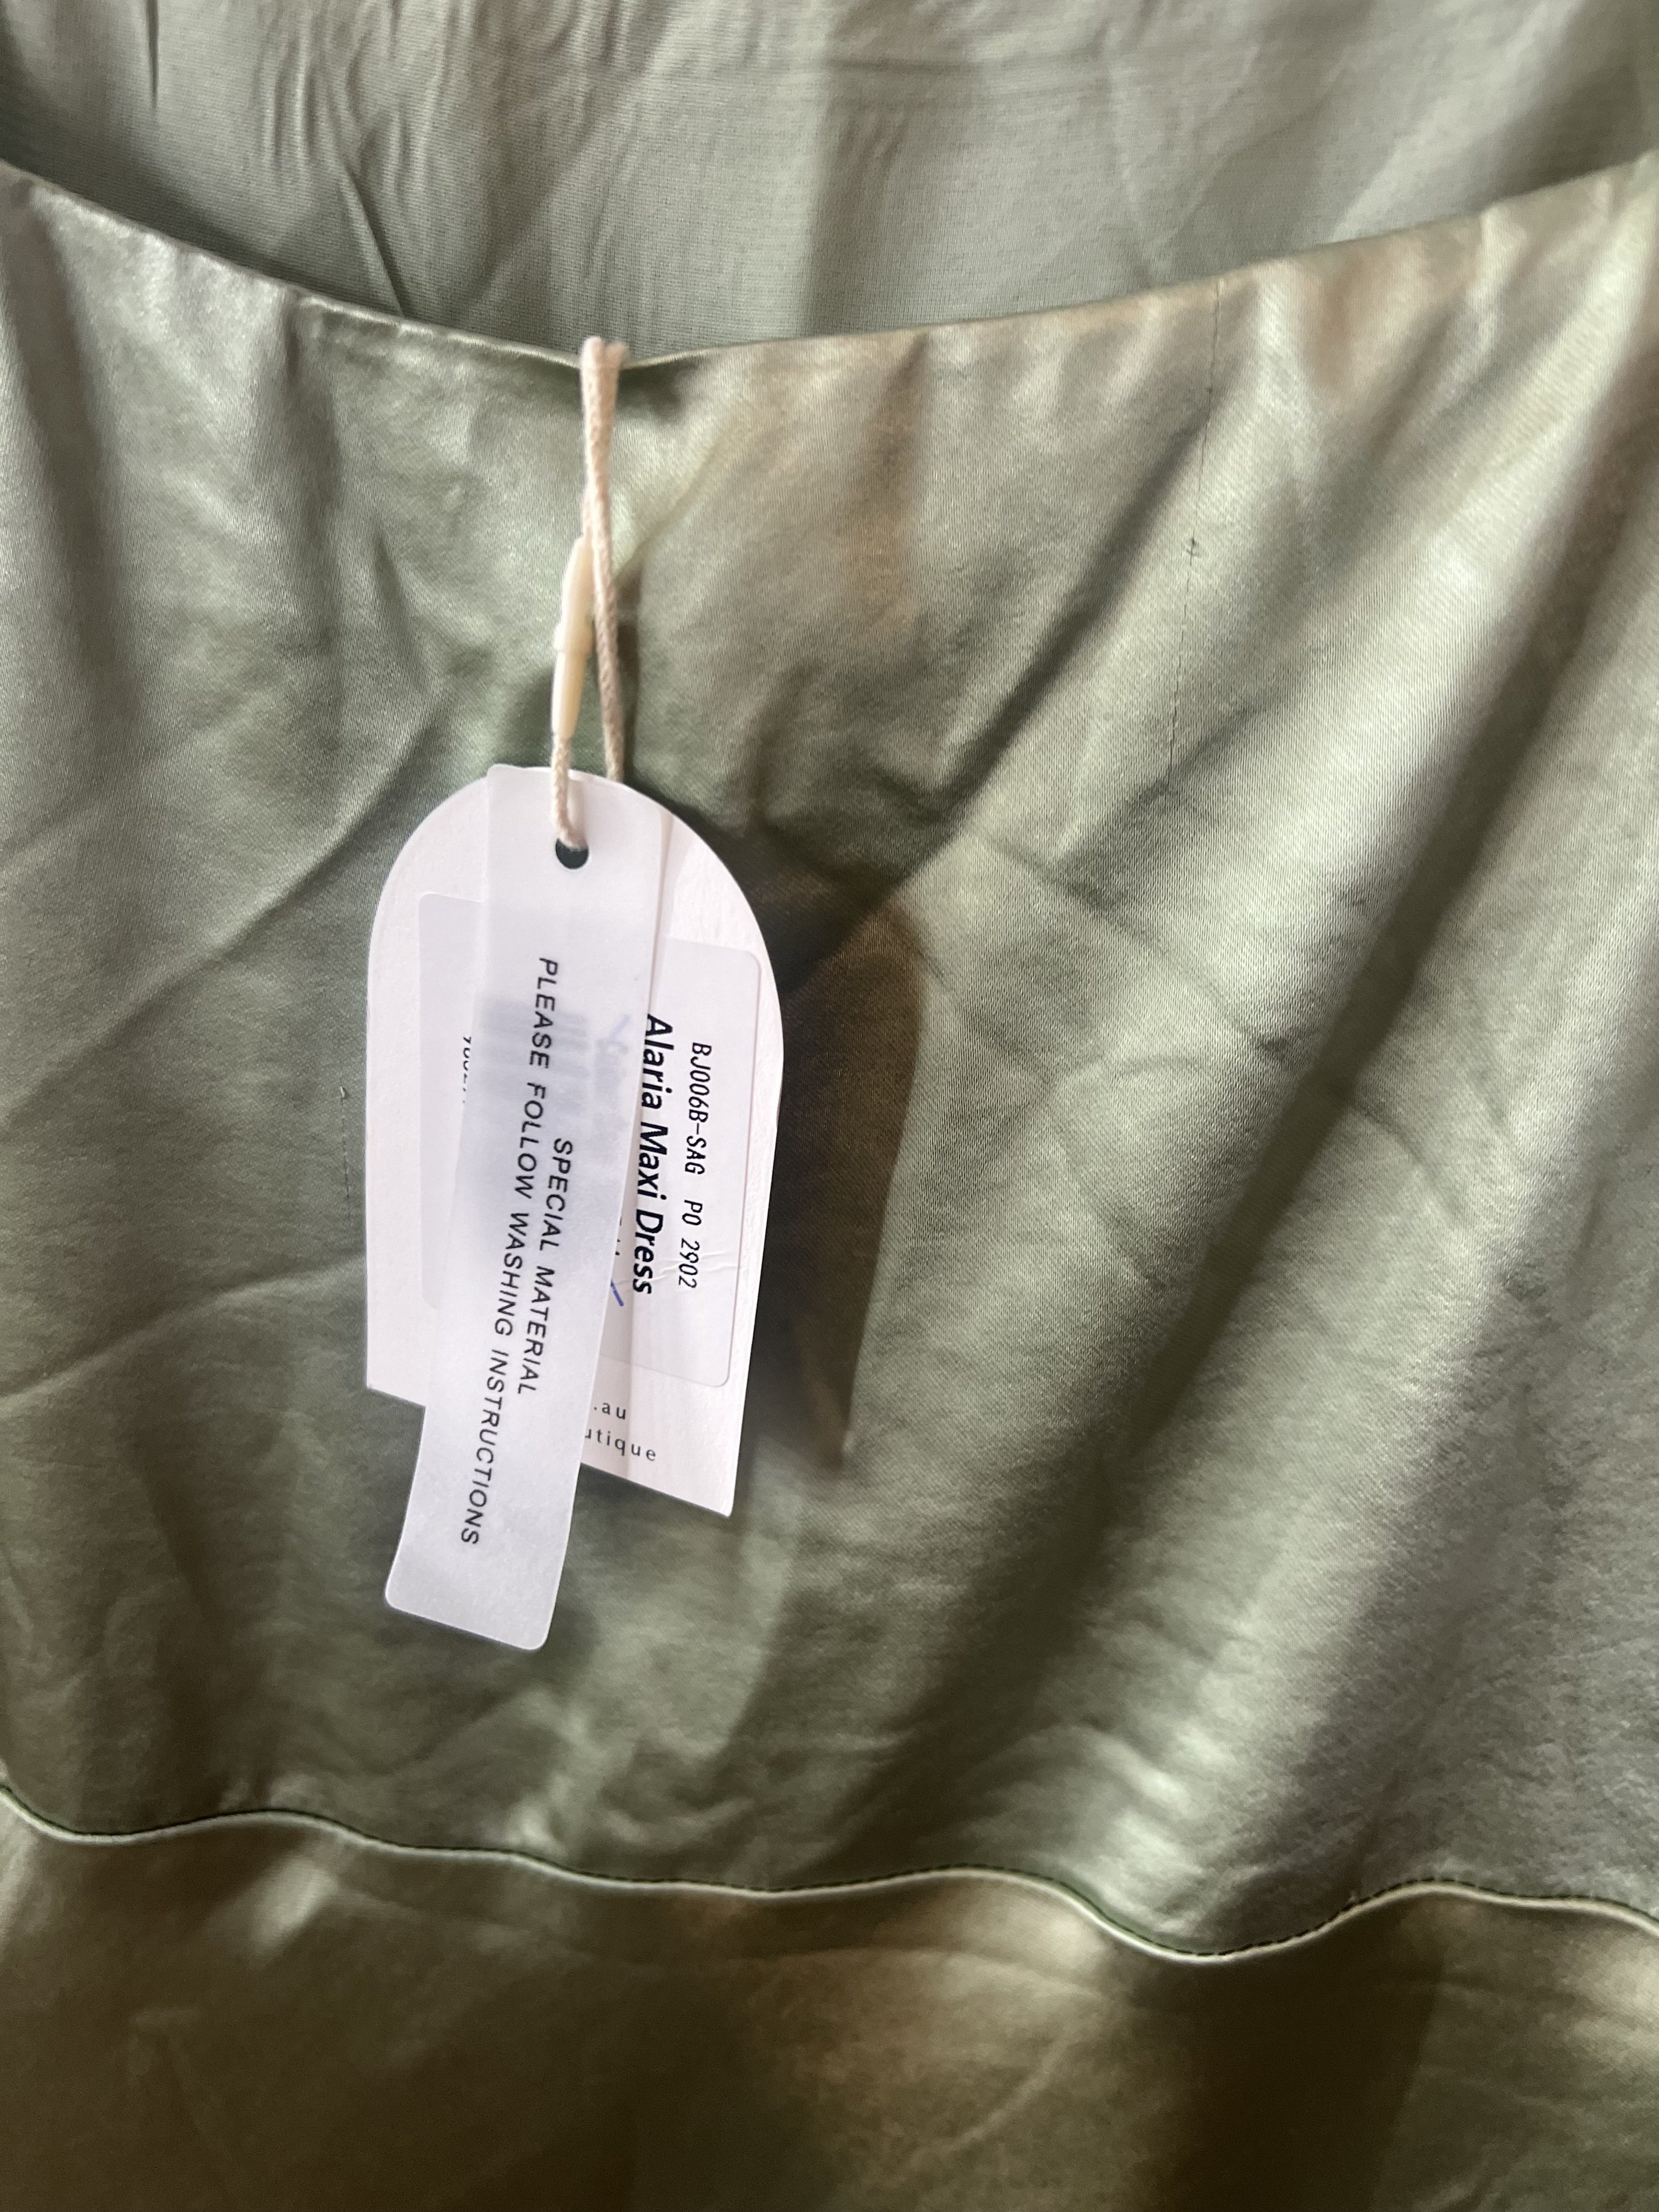 BJ006B-SAG PO 2902
Alaria Maxi Dress
SPECIAL MATERIAL
PLEASE FOLLOW WASHING INSTRUCTIONS
.au
utique